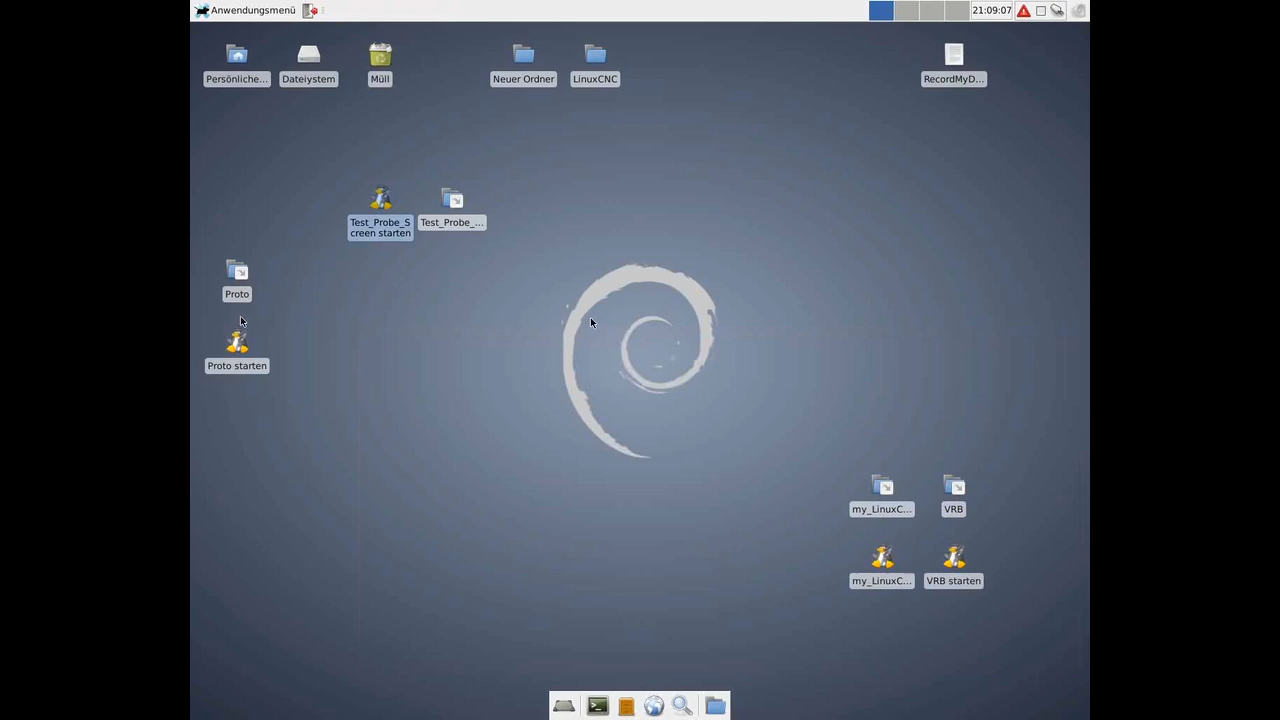 Anwendungsmenü
21:09:07
Persönliche...
Dateiystem
Müll
Neuer Ordner
LinuxCNC
RecordMyD...
Test_Probe_S
creen starten
Test_Probe_...
Proto
Proto starten
my_LinuxC...
VRB
my_LinuxC...
VRB starten